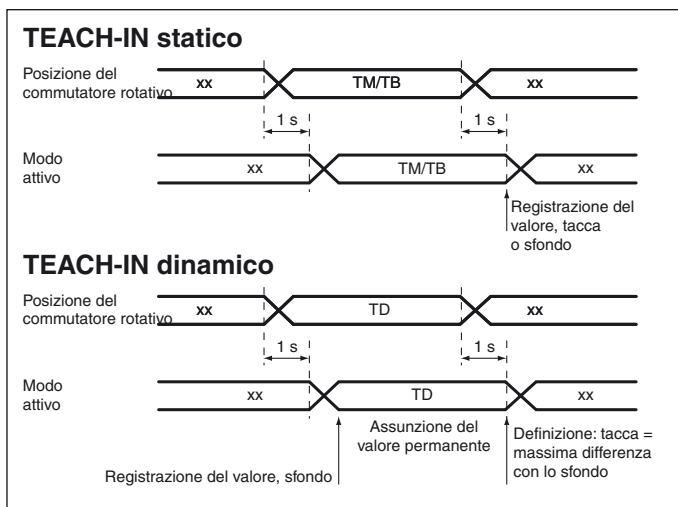 TEACH-IN statico
Posizione del
commutatore rotativo
xx TM/TB xx
1 s 1 s
Modo
attivo
xx TM/TB xx
Registrazione del
valore, tacca
o sfondo
TEACH-IN dinamico
Posizione del
commutatore rotativo
xx TD xx
1 s 1 s
Modo
attivo
xx TD xx
Assunzione del
valore permanente
Definizione: tacca =
massima differenza
con lo sfondo
Registrazione del valore, sfondo